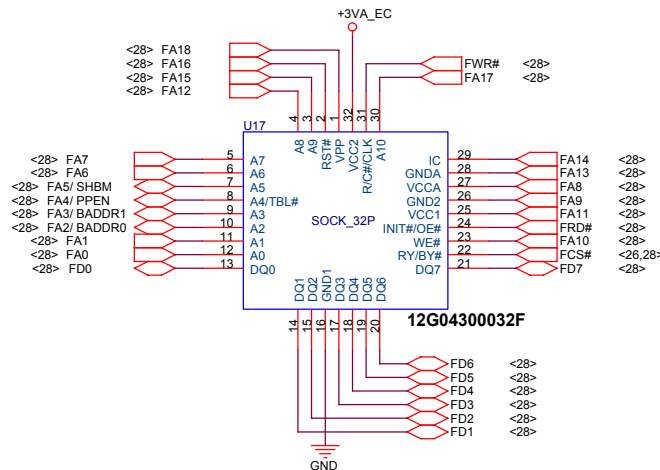 +3VA_EC
<28> FA18
<28> FA16
<28> FA15
<28> FA12
FWR# <28>
FA17 <28>
4 3 2 1 32 31 30
U17
A8 A9 RST# VPP VCC2 R/C#/CLK A10
<28> FA7 5 A7 IC 29 FA14 <28>
<28> FA6 6 A6 GNDA 28 FA13 <28>
<28> FA5/ SHBM 7 A5 VCCA 27 FA8 <28>
<28> FA4/ PPEN 8 A4/TBL# GND2 26 FA9 <28>
<28> FA3/ BADDR1 9 A3 VCC1 25 FA11 <28>
<28> FA2/ BADDR0 10 A2 INIT#/OE# 24 FRD# <28>
<28> FA1 11 A1 WE# 23 FA10 <28>
<28> FA0 12 A0 RY/BY# 22 FCS# <26,28>
<28> FD0 13 DQ0 DQ7 21 FD7 <28>
SOCK_32P
DQ1 DQ2 GND1 DQ3 DQ4 DQ5 DQ6
12G04300032F
14 15 16 17 18 19 20
FD6 <28>
FD5 <28>
FD4 <28>
FD3 <28>
FD2 <28>
FD1 <28>
GND